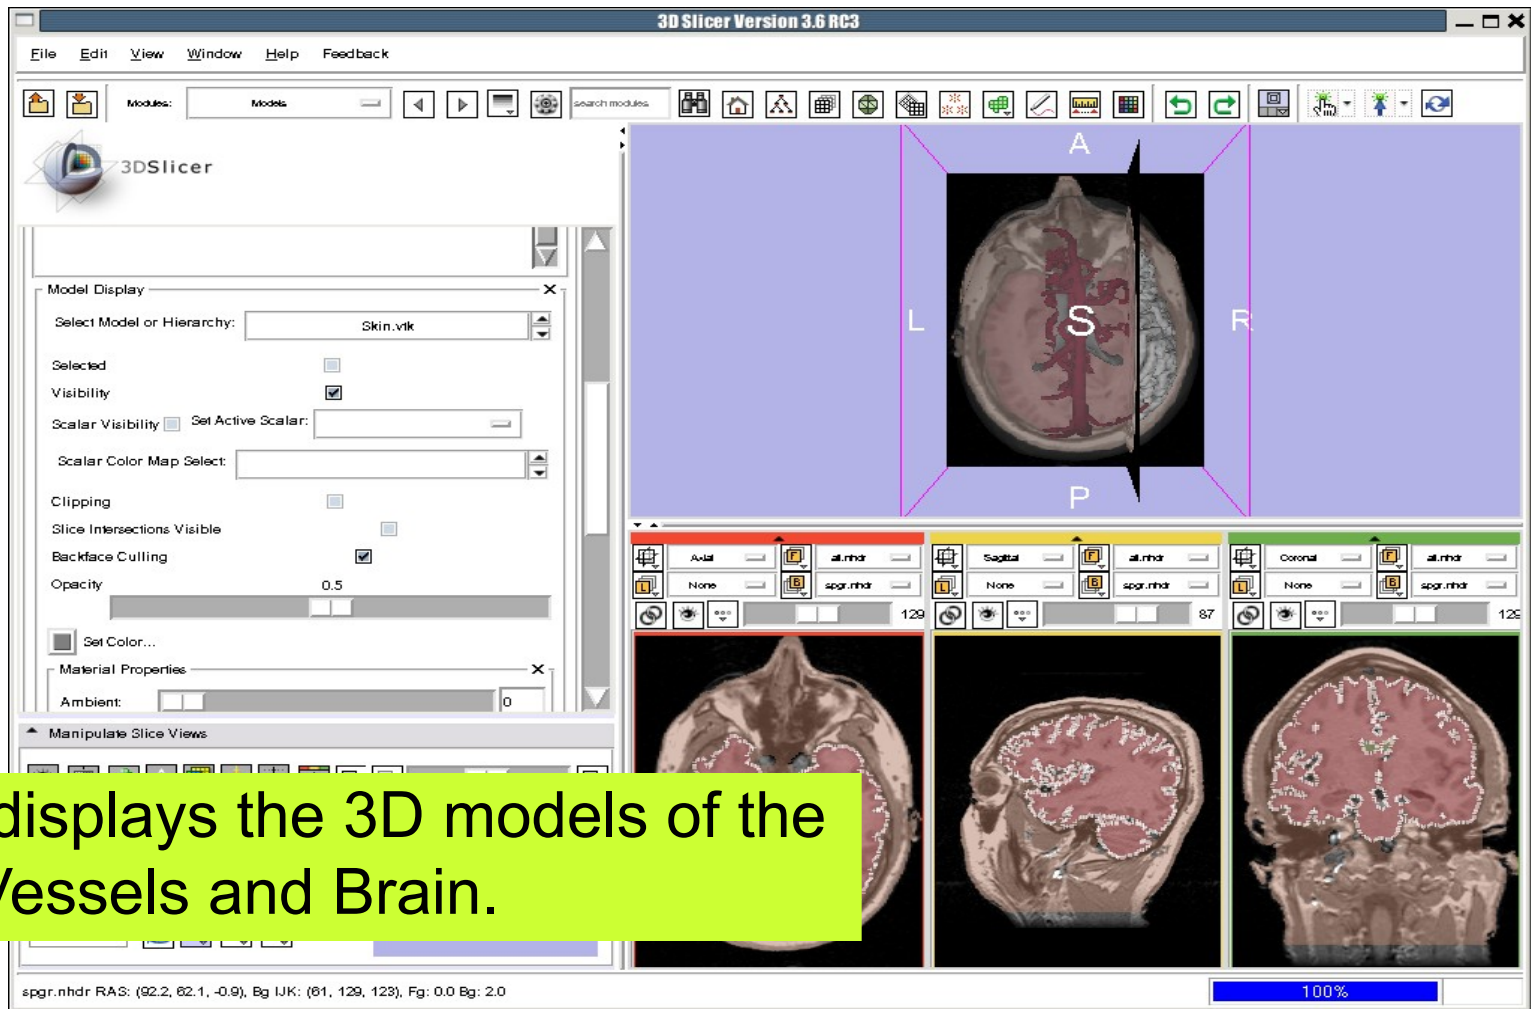 3D Slicer Version 3.6 RC3
File Edit View Window Help Feedback
Modules: Models search modules
3DSlicer
Model Display
Select Model or Hierarchy: Skin.vtk
Selected
Visibility
Scalar Visibility Set Active Scalar:
Scalar Color Map Select:
Clipping
Slice Intersections Visible
Backface Culling
Opacity 0.5
Set Color...
Material Properties
Ambient: 0
Manipulate Slice Views
A
L S R
P
Axial F all.nhdr Sagittal F all.nhdr Coronal F all.nhdr
L None B spgr.nhdr L None B spgr.nhdr L None B spgr.nhdr
129 87 129
displays the 3D models of the
Vessels and Brain.
spgr.nhdr RAS: (92.2, 62.1, -0.9), Bg IJK: (61, 129, 123), Fg: 0.0 Bg: 2.0 100%